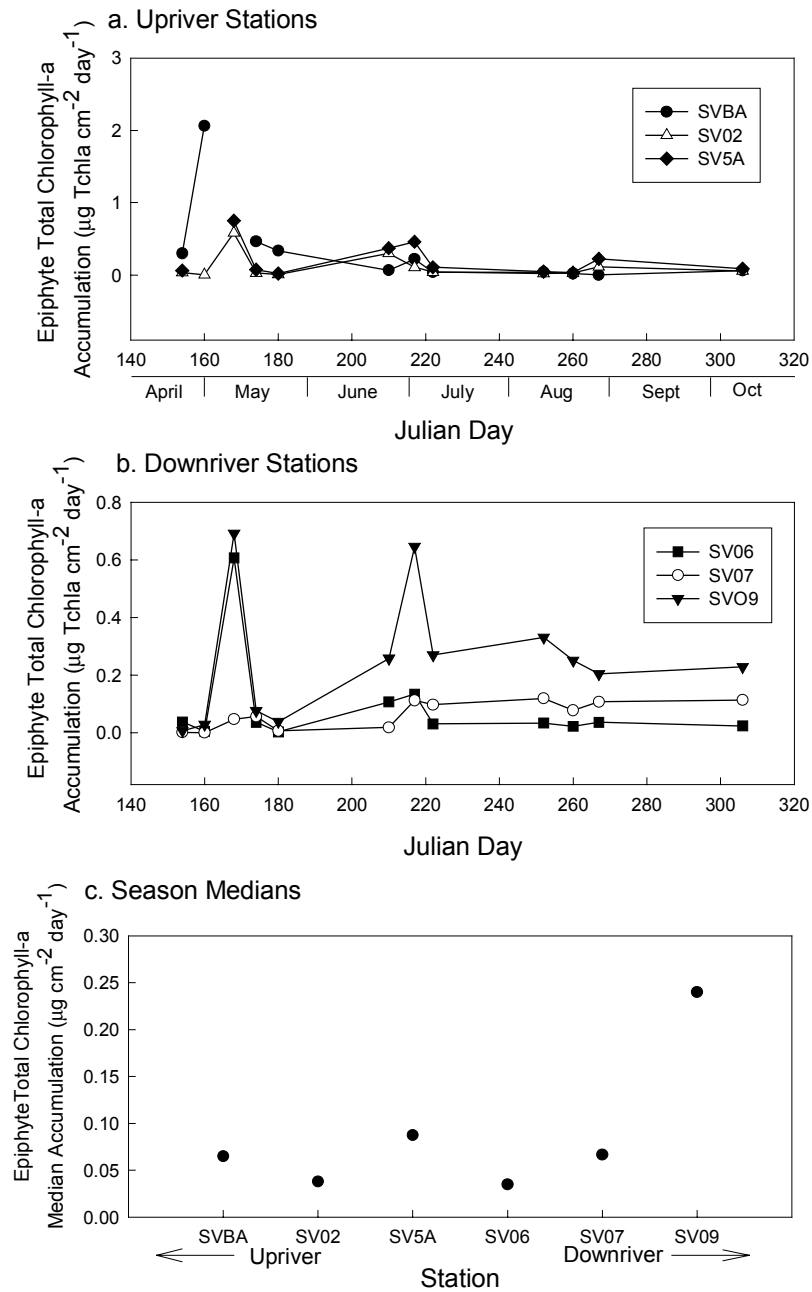 a. Upriver Stations
Epiphyte Total Chlorophyll-a
Accumulation (µg Tchla cm⁻² day⁻¹)
3
2
1
0
SVBA
SV02
SV5A
140 160 180 200 220 240 260 280 300 320
April May June July Aug Sept Oct
Julian Day
b. Downriver Stations
Epiphyte Total Chlorophyll-a
Accumulation (µg Tchla cm⁻² day⁻¹)
0.8
0.6
0.4
0.2
0.0
SV06
SV07
SVO9
140 160 180 200 220 240 260 280 300 320
Julian Day
c. Season Medians
EpiphyteTotal Chlorophyll-a
Median Accumulation (µg cm⁻² day⁻¹)
0.30
0.25
0.20
0.15
0.10
0.05
0.00
SVBA SV02 SV5A SV06 SV07 SV09
Upriver Downriver
Station